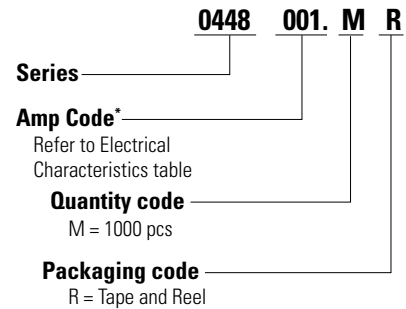 0448 001. M R
Series
Amp Code*
Refer to Electrical
Characteristics table
Quantity code
M = 1000 pcs
Packaging code
R = Tape and Reel